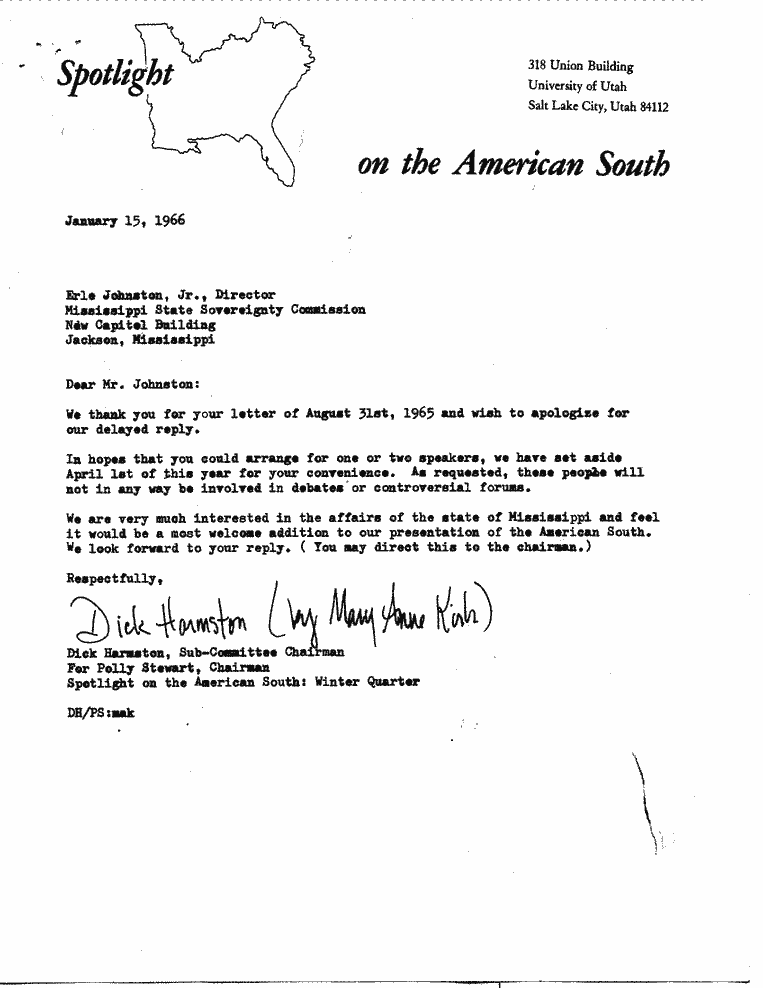 Spotlight
318 Union Building
University of Utah
Salt Lake City, Utah 84112
on the American South
January 15, 1966
Erle Johnston, Jr., Director
Mississippi State Sovereignty Commission
New Capitol Building
Jackson, Mississippi
Dear Mr. Johnston:
We thank you for your letter of August 31st, 1965 and wish to apologize for
our delayed reply.
In hopes that you could arrange for one or two speakers, we have set aside
April 1st of this year for your convenience. As requested, these people will
not in any way be involved in debates or controversial forums.
We are very much interested in the affairs of the state of Mississippi and feel
it would be a most welcome addition to our presentation of the American South.
We look forward to your reply. ( You may direct this to the chairman.)
Respectfully,
Dick Harmston (by Mary Anne Kirk)
Dick Harmston, Sub-Committee Chairman
For Polly Stewart, Chairman
Spotlight on the American South: Winter Quarter
DH/PS:mak